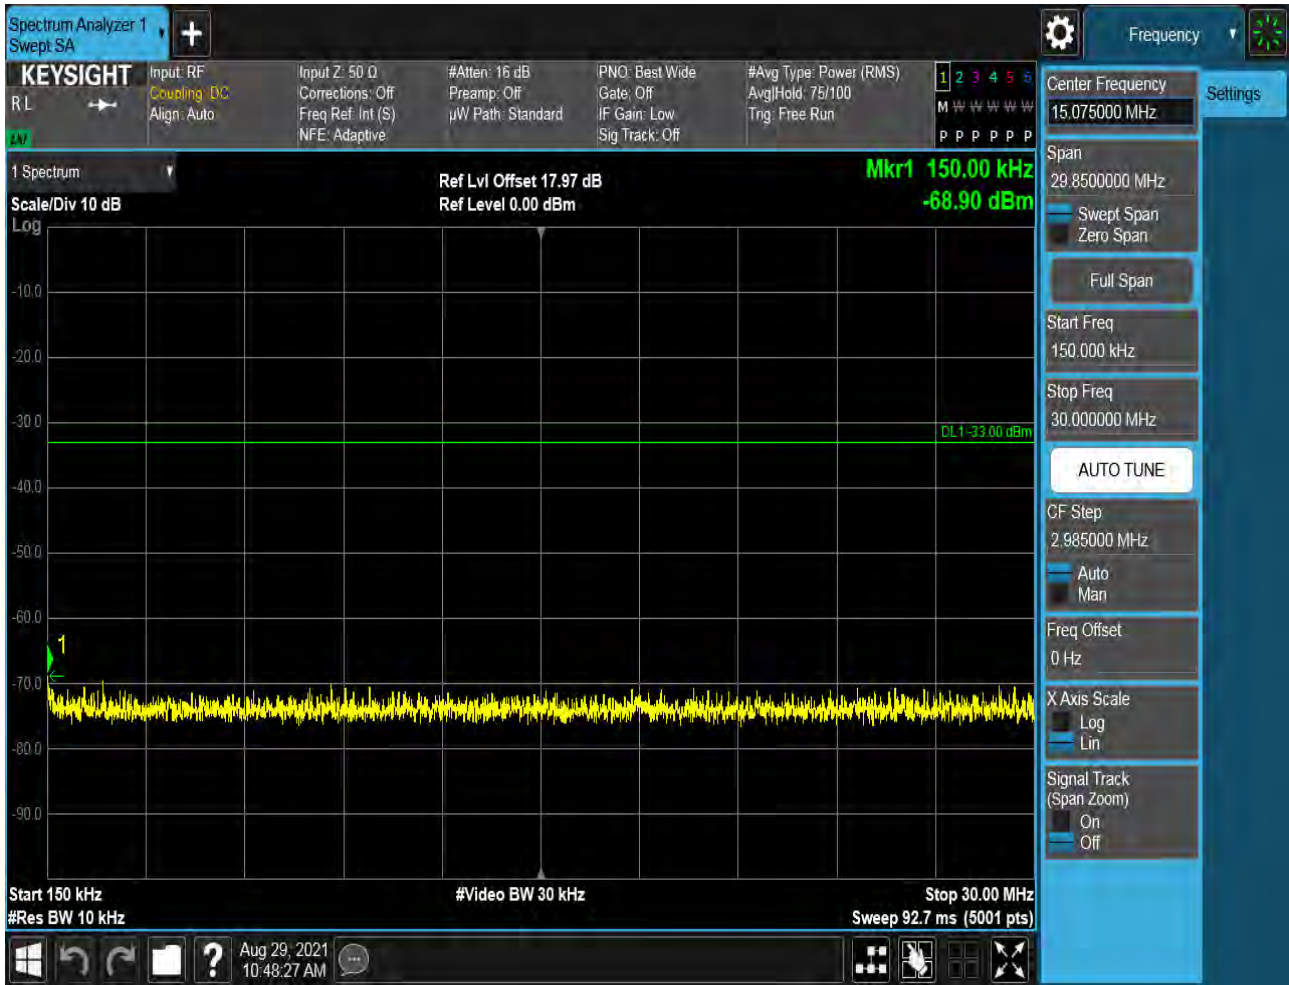 Spectrum Analyzer 1
Swept SA
Frequency
KEYSIGHT
R L
LXI
Input: RF
Coupling: DC
Align: Auto
Input Z: 50 Ω
Corrections: Off
Freq Ref: Int (S)
NFE: Adaptive
#Atten: 16 dB
Preamp: Off
µW Path: Standard
PNO: Best Wide
Gate: Off
IF Gain: Low
Sig Track: Off
#Avg Type: Power (RMS)
Avg|Hold: 75/100
Trig: Free Run
1 2 3 4 5 6
M W W W W W
P P P P P P
1 Spectrum
Scale/Div 10 dB
Log
Ref Lvl Offset 17.97 dB
Ref Level 0.00 dBm
Mkr1 150.00 kHz
-68.90 dBm
-10.0
-20.0
-30.0
DL1 -33.00 dBm
-40.0
-50.0
-60.0
1
-70.0
-80.0
-90.0
Start 150 kHz
#Res BW 10 kHz
#Video BW 30 kHz
Stop 30.00 MHz
Sweep 92.7 ms (5001 pts)
Center Frequency
15.075000 MHz
Settings
Span
29.8500000 MHz
Swept Span
Zero Span
Full Span
Start Freq
150.000 kHz
Stop Freq
30.000000 MHz
AUTO TUNE
CF Step
2.985000 MHz
Auto
Man
Freq Offset
0 Hz
X Axis Scale
Log
Lin
Signal Track
(Span Zoom)
On
Off
Aug 29, 2021
10:48:27 AM